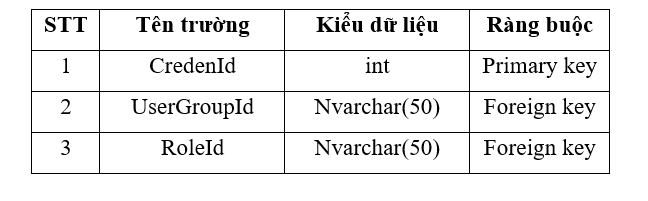 STT Tên trường Kiểu dữ liệu Ràng buộc
1 CredenId int Primary key
2 UserGroupId Nvarchar(50) Foreign key
3 RoleId Nvarchar(50) Foreign key